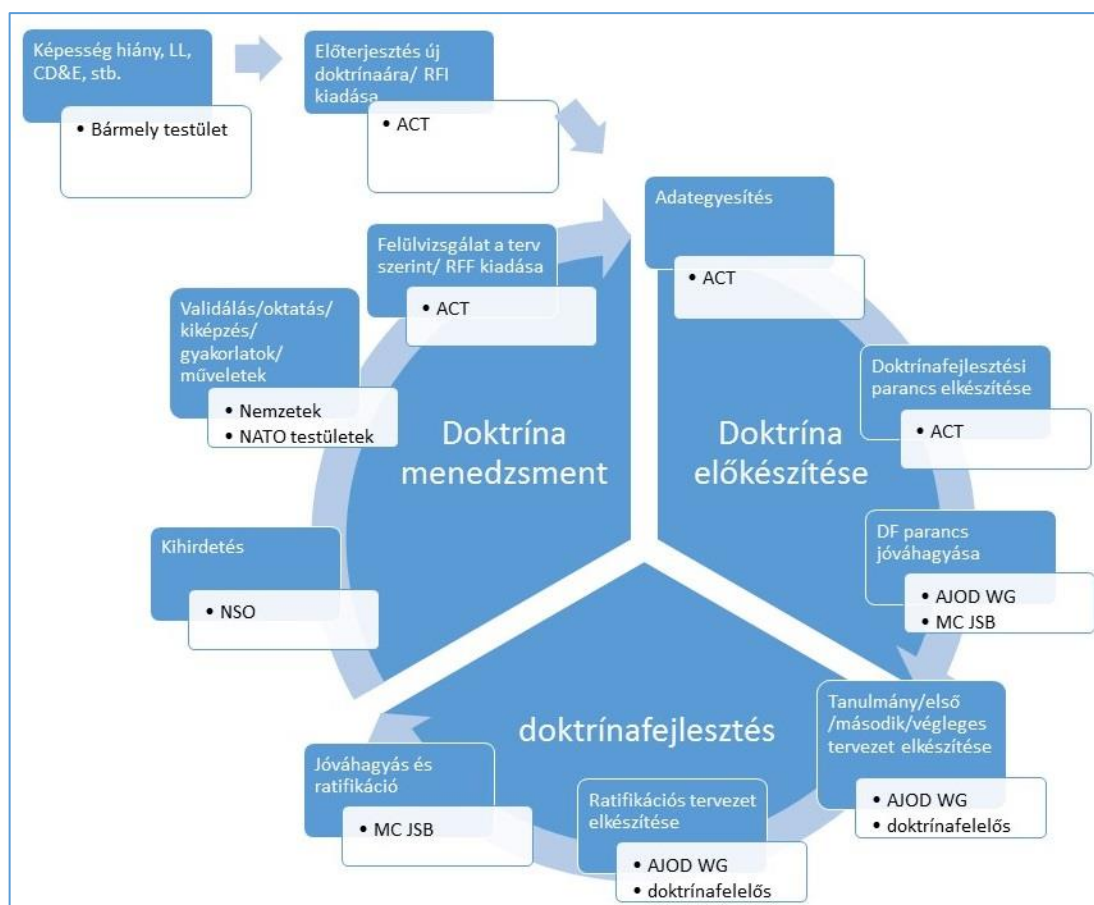 Képesség hiány, LL,
CD&E, stb.
• Bármely testület
Előterjesztés új
doktrínaára/ RFI
kiadása
• ACT
Adategyesítés
• ACT
Doktrínafejlesztési
parancs elkészítése
• ACT
DF parancs
jóváhagyása
• AJOD WG
• MC JSB
Doktrína
előkészítése
Tanulmány/első
/második/végleges
tervezet elkészítése
• AJOD WG
• doktrínafelelős
Ratifikációs tervezet
elkészítése
• AJOD WG
• doktrínafelelős
Jóváhagyás és
ratifikáció
• MC JSB
doktrínafejlesztés
Kihirdetés
• NSO
Validálás/oktatás/
kiképzés/
gyakorlatok/
műveletek
• Nemzetek
• NATO testületek
Felülvizsgálat a terv
szerint/ RFF kiadása
• ACT
Doktrína
menedzsment